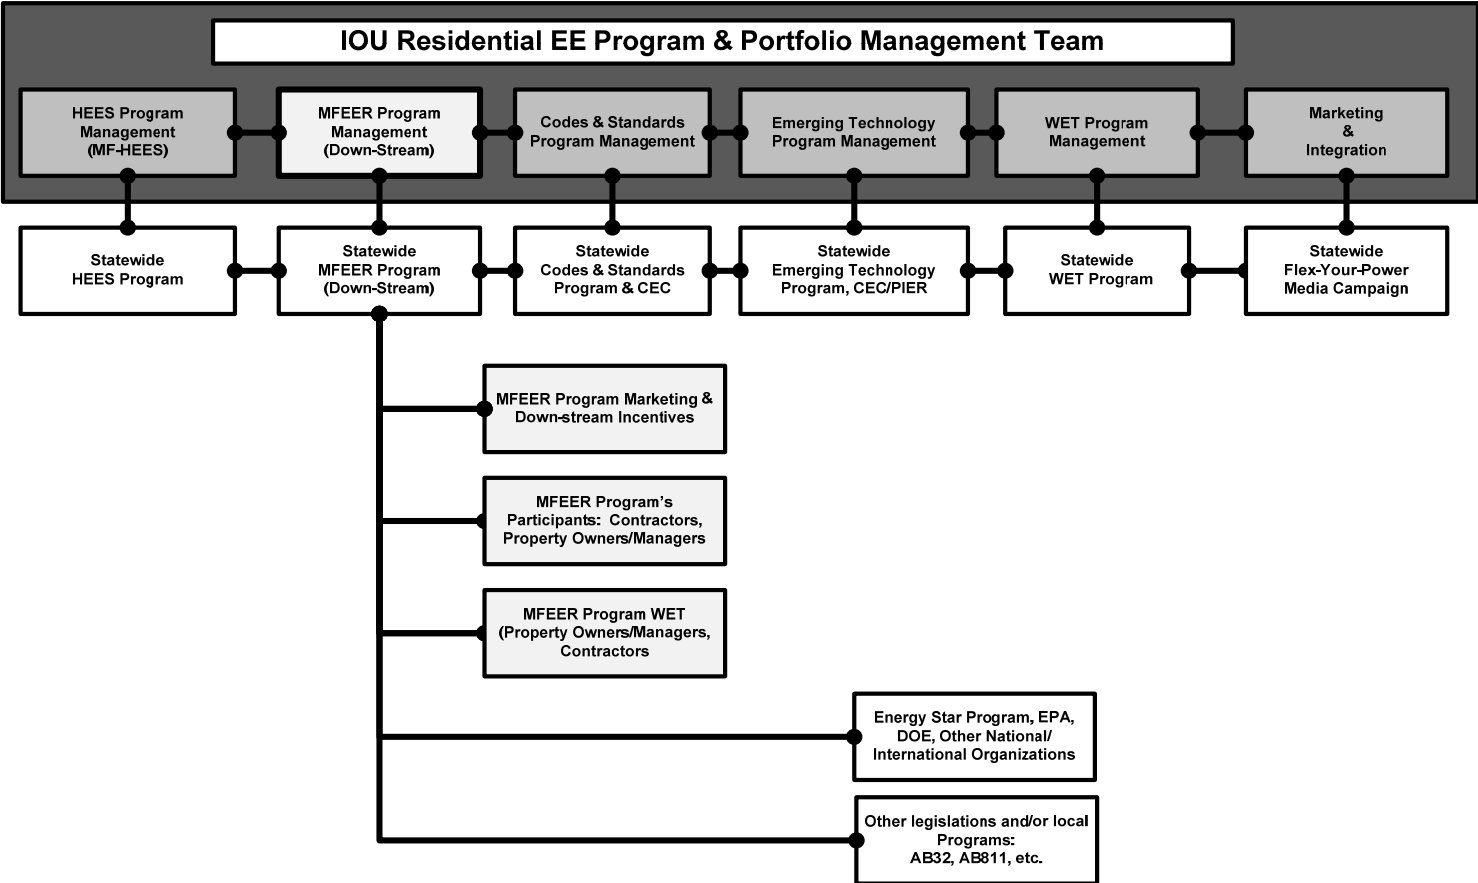 IOU Residential EE Program & Portfolio Management Team
HEES Program
Management
(MF-HEES)
MFEER Program
Management
(Down-Stream)
Codes & Standards
Program Management
Emerging Technology
Program Management
WET Program
Management
Marketing
&
Integration
Statewide
HEES Program
Statewide
MFEER Program
(Down-Stream)
Statewide
Codes & Standards
Program & CEC
Statewide
Emerging Technology
Program, CEC/PIER
Statewide
WET Program
Statewide
Flex-Your-Power
Media Campaign
MFEER Program Marketing &
Down-stream Incentives
MFEER Program's
Participants: Contractors,
Property Owners/Managers
MFEER Program WET
(Property Owners/Managers,
Contractors
Energy Star Program, EPA,
DOE, Other National/
International Organizations
Other legislations and/or local
Programs:
AB32, AB811, etc.